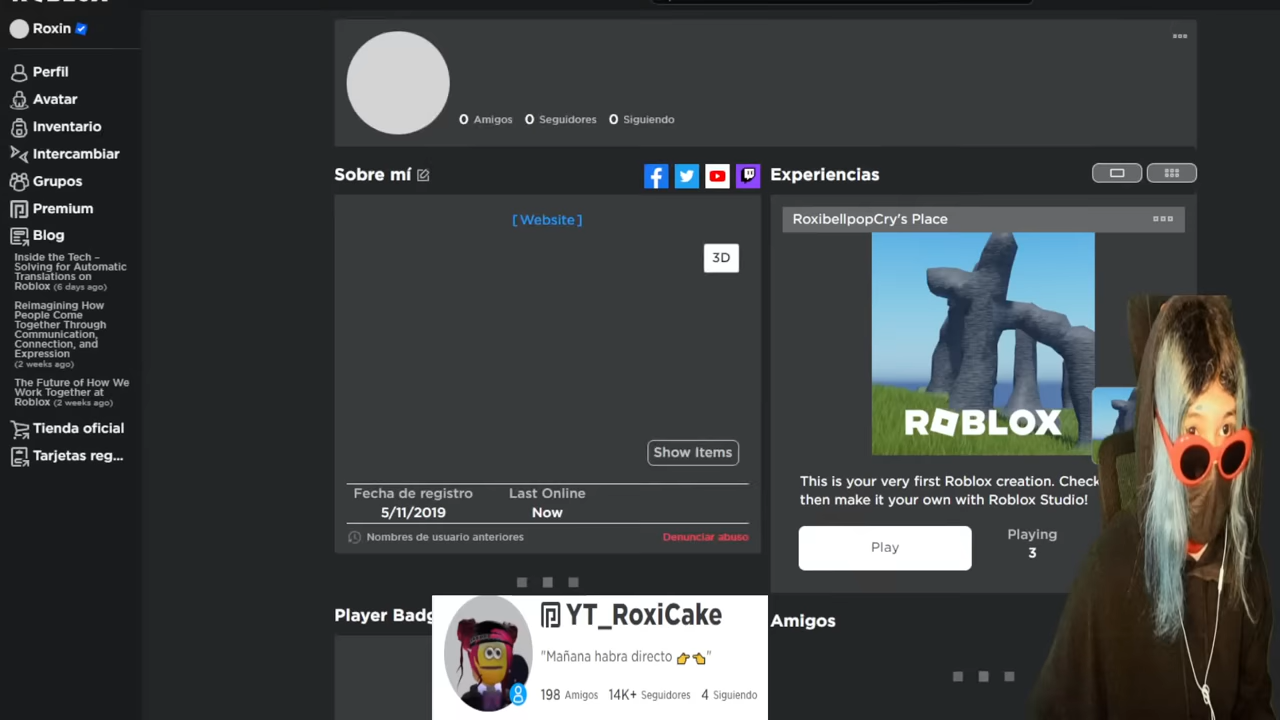 Roxin
Perfil
Avatar
Inventario
Intercambiar
Grupos
Premium
Blog
Inside the Tech –
Solving for Automatic
Translations on
Roblox (6 days ago)
Reimagining How
People Come
Together Through
Communication,
Connection, and
Expression
(2 weeks ago)
The Future of How We
Work Together at
Roblox (2 weeks ago)
Tienda oficial
Tarjetas reg...
0 Amigos 0 Seguidores 0 Siguiendo
Sobre mí
[ Website ]
3D
Show Items
Fecha de registro Last Online
5/11/2019 Now
Nombres de usuario anteriores Denunciar abuso
Player Badg
Experiencias
RoxibellpopCry's Place
ROBLOX
This is your very first Roblox creation. Check
then make it your own with Roblox Studio!
Play
Playing
3
Amigos
YT_RoxiCake
"Mañana habra directo 👉👈"
198 Amigos 14K+ Seguidores 4 Siguiendo